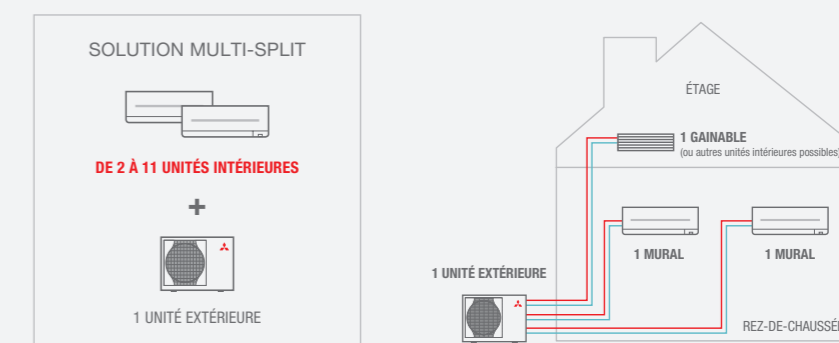 SOLUTION MULTI-SPLIT
DE 2 À 11 UNITÉS INTÉRIEURES
+
1 UNITÉ EXTÉRIEURE
ÉTAGE
1 GAINABLE
(ou autres unités intérieures possibles)
1 MURAL
1 MURAL
1 UNITÉ EXTÉRIEURE
REZ-DE-CHAUSSÉE